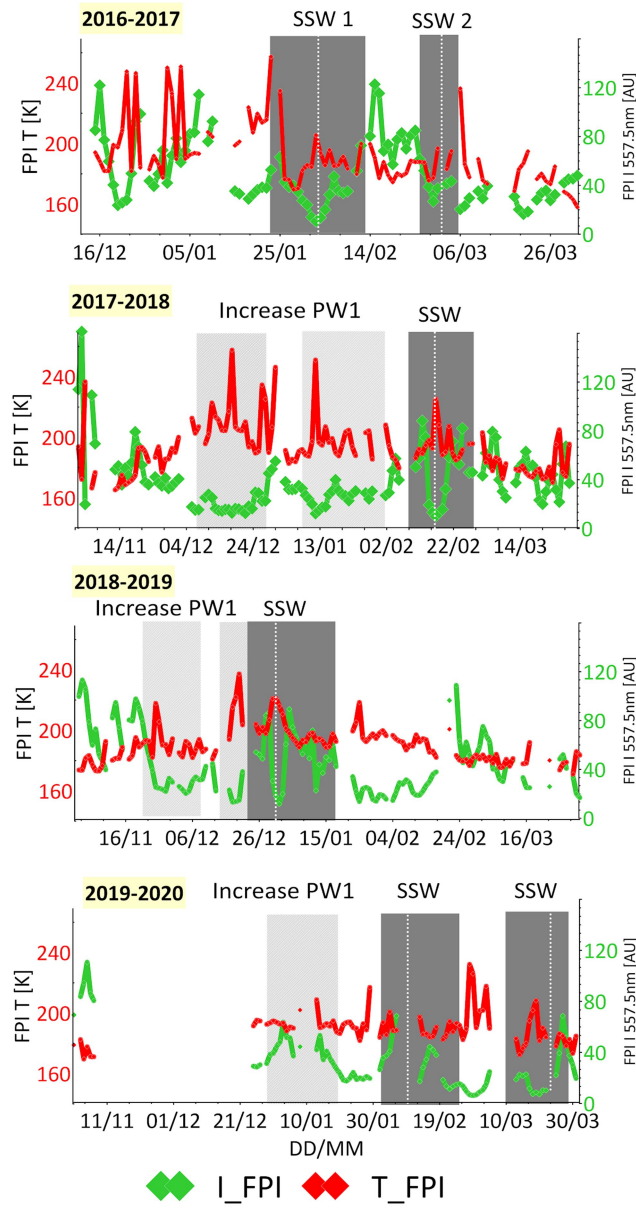 2016-2017 SSW 1 SSW 2
FPI T [K]
240
200
160
120
80
40
0
FPI I 557.5nm [AU]
16/12 05/01 25/01 14/02 06/03 26/03
2017-2018 Increase PW1 SSW
FPI T [K]
240
200
160
120
80
40
0
FPI I 557.5nm [AU]
14/11 04/12 24/12 13/01 02/02 22/02 14/03
2018-2019
Increase PW1 SSW
FPI T [K]
240
200
160
120
80
40
0
FPI I 557.5nm [AU]
16/11 06/12 26/12 15/01 04/02 24/02 16/03
2019-2020 Increase PW1 SSW SSW
FPI T [K]
240
200
160
120
80
40
0
FPI I 557.5nm [AU]
11/11 01/12 21/12 10/01 30/01 19/02 10/03 30/03
DD/MM
I_FPI T_FPI